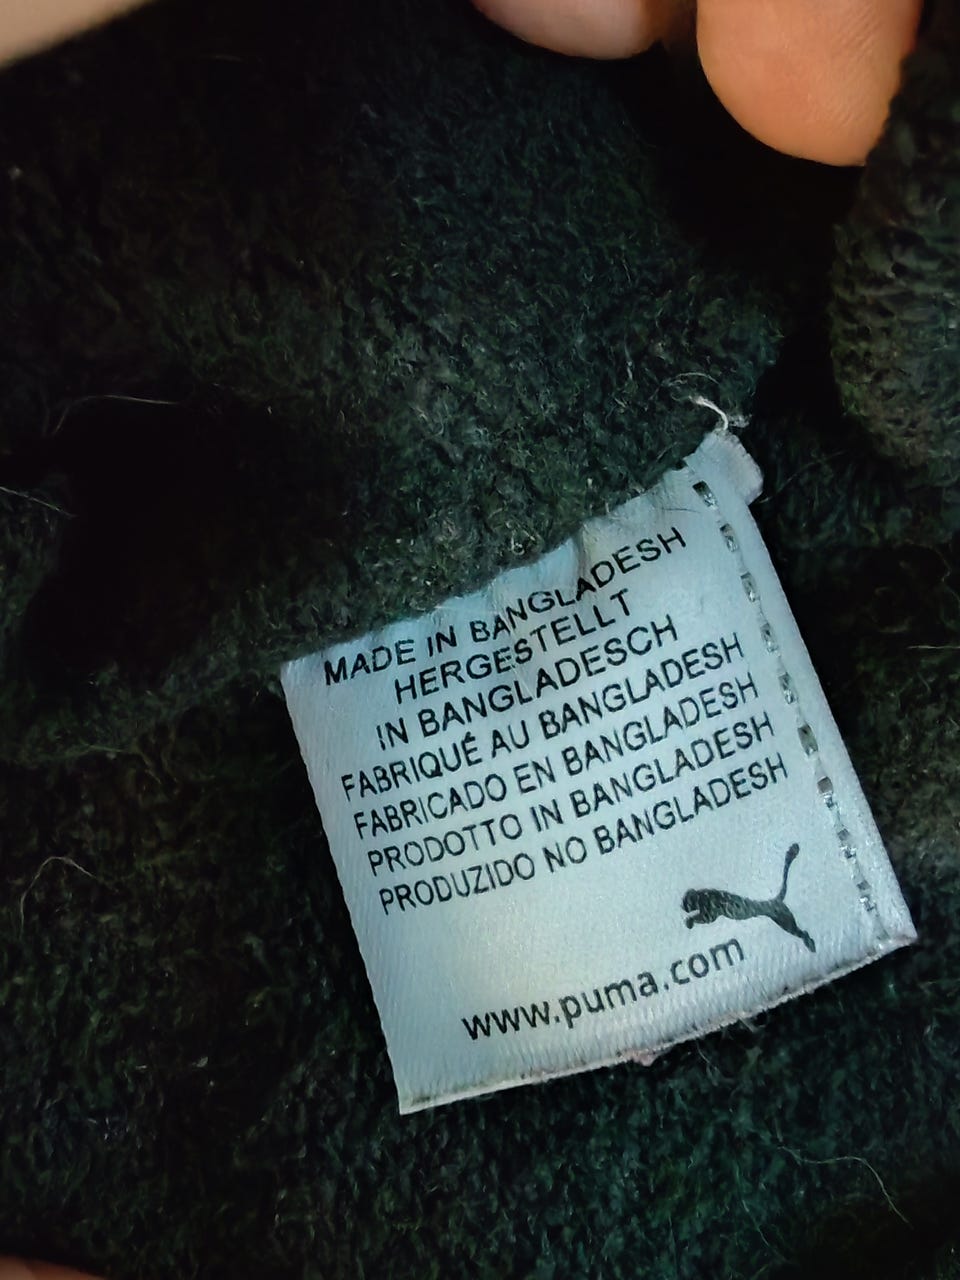 MADE IN BANGLADESH
HERGESTELLT
IN BANGLADESCH
FABRIQUÉ AU BANGLADESH
FABRICADO EN BANGLADESH
PRODOTTO IN BANGLADESH
PRODUZIDO NO BANGLADESH
www.puma.com